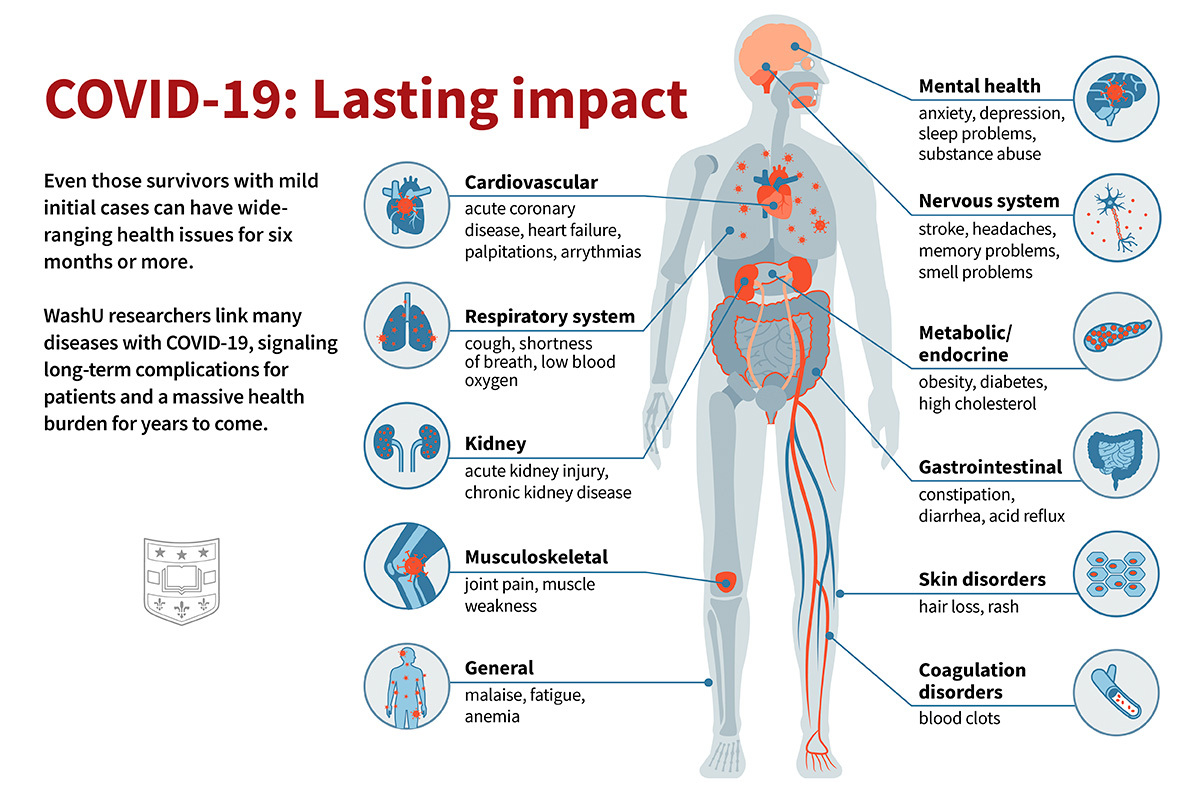 COVID-19: Lasting impact
Even those survivors with mild
initial cases can have wide-
ranging health issues for six
months or more.
WashU researchers link many
diseases with COVID-19, signaling
long-term complications for
patients and a massive health
burden for years to come.
Cardiovascular
acute coronary
disease, heart failure,
palpitations, arrythmias
Respiratory system
cough, shortness
of breath, low blood
oxygen
Kidney
acute kidney injury,
chronic kidney disease
Musculoskeletal
joint pain, muscle
weakness
General
malaise, fatigue,
anemia
Mental health
anxiety, depression,
sleep problems,
substance abuse
Nervous system
stroke, headaches,
memory problems,
smell problems
Metabolic/
endocrine
obesity, diabetes,
high cholesterol
Gastrointestinal
constipation,
diarrhea, acid reflux
Skin disorders
hair loss, rash
Coagulation
disorders
blood clots